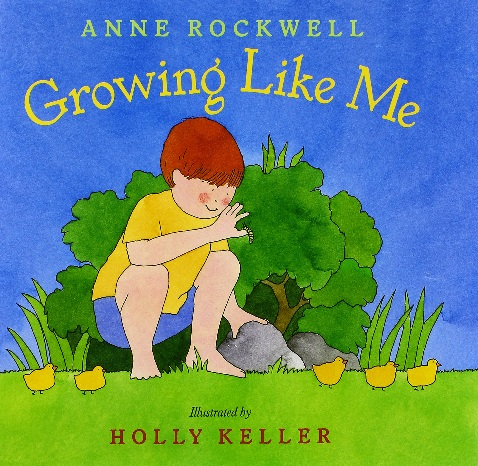 ANNE ROCKWELL
Growing Like Me
Illustrated by
HOLLY KELLER